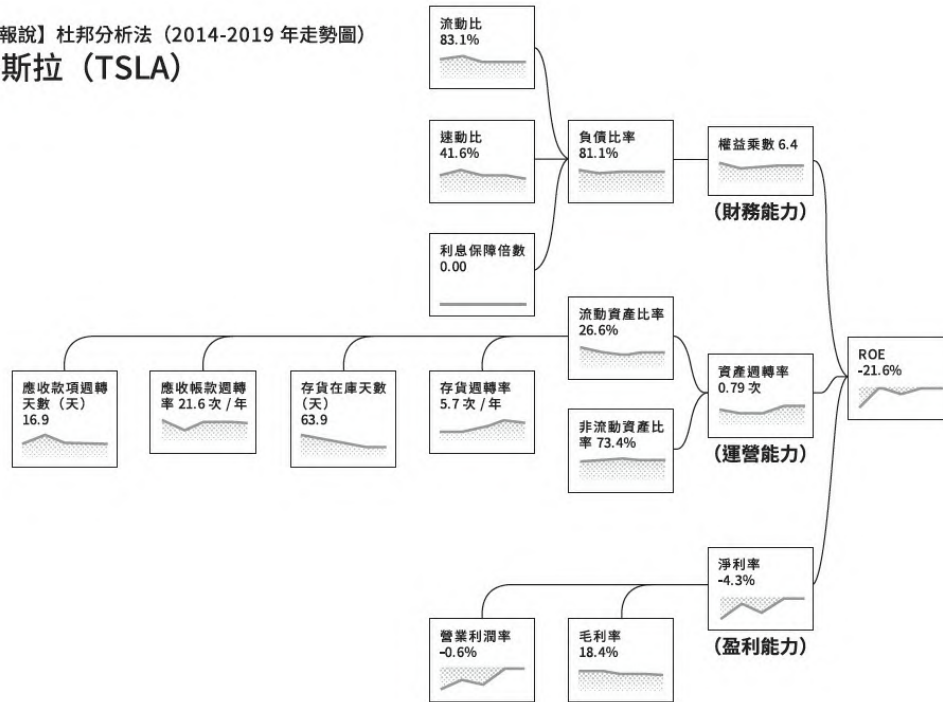 報說】杜邦分析法（2014-2019 年走勢圖）
斯拉（TSLA）
流動比
83.1%
速動比
41.6%
利息保障倍數
0.00
負債比率
81.1%
權益乘數 6.4
（財務能力）
流動資產比率
26.6%
非流動資產比
率 73.4%
應收款項週轉
天數（天）
16.9
應收帳款週轉
率 21.6 次 / 年
存貨在庫天數
（天）
63.9
存貨週轉率
5.7 次 / 年
資產週轉率
0.79 次
（運營能力）
ROE
-21.6%
淨利率
-4.3%
（盈利能力）
營業利潤率
-0.6%
毛利率
18.4%